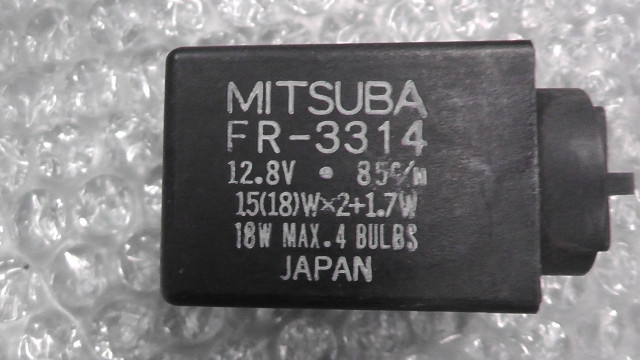 MITSUBA
FR-3314
12.8V • 85c/m
15(18)W×2+1.7W
18W MAX.4 BULBS
JAPAN